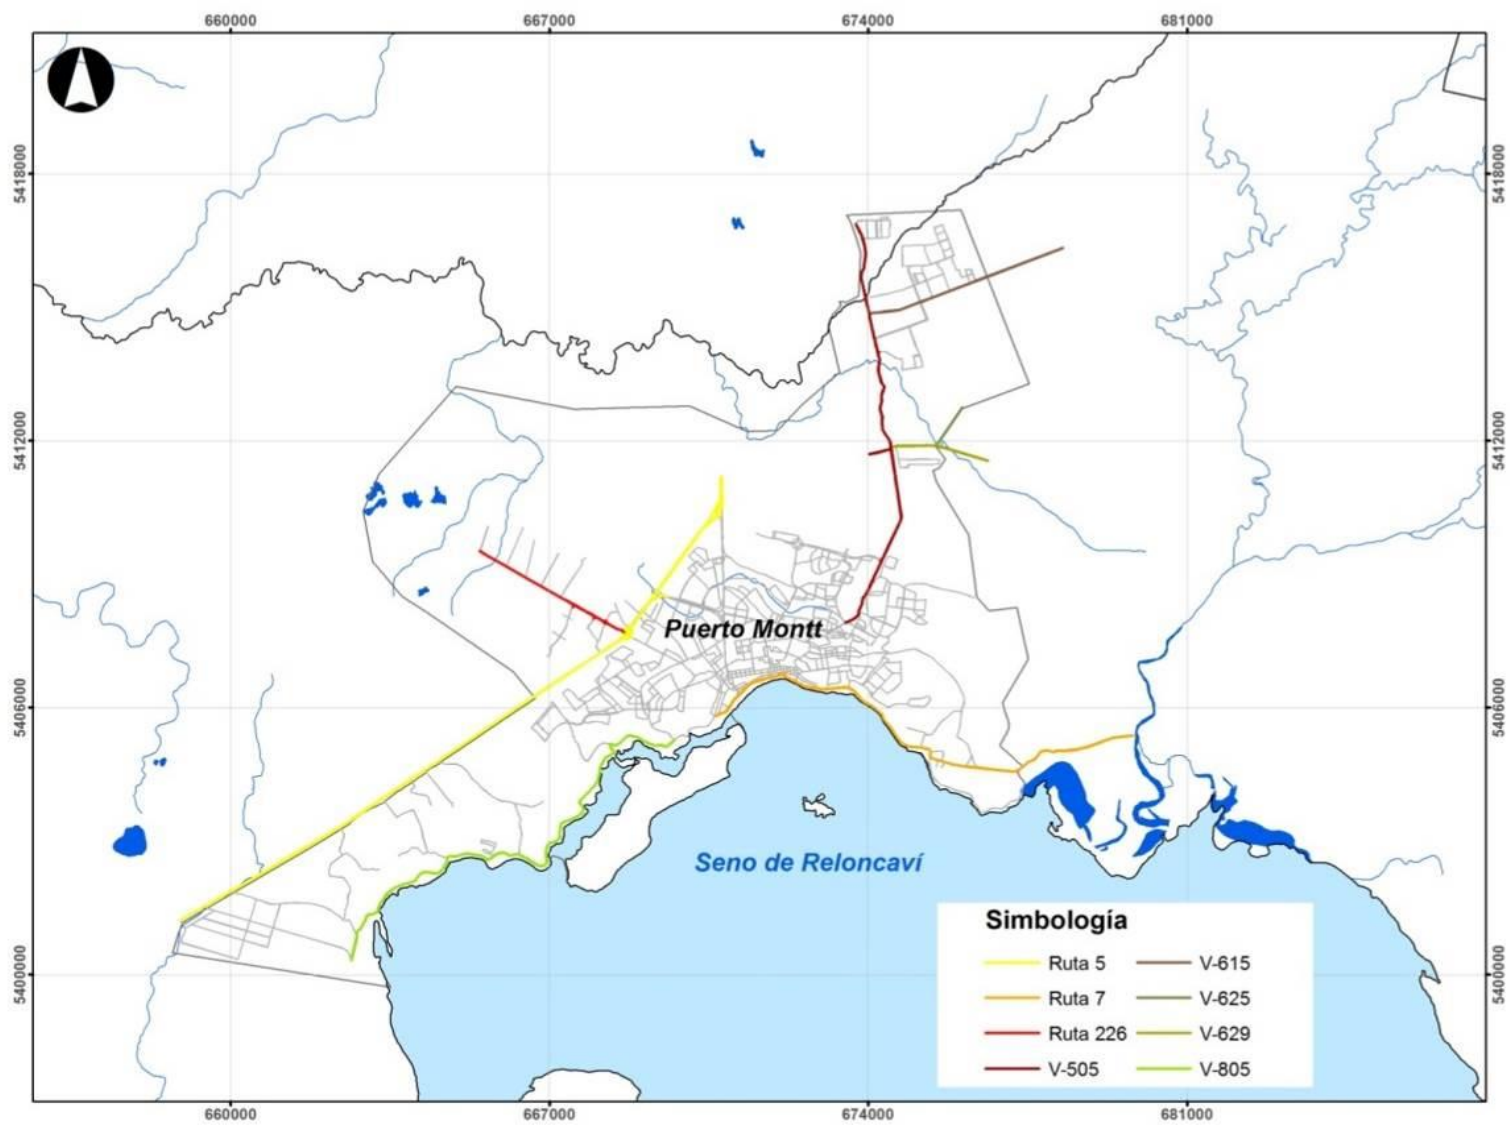 660000 667000 674000 681000
5418000 5418000
5412000 5412000
Puerto Montt
5406000 5406000
Seno de Reloncaví
Simbología
Ruta 5 V-615
Ruta 7 V-625
Ruta 226 V-629
V-505 V-805
5400000 5400000
660000 667000 674000 681000